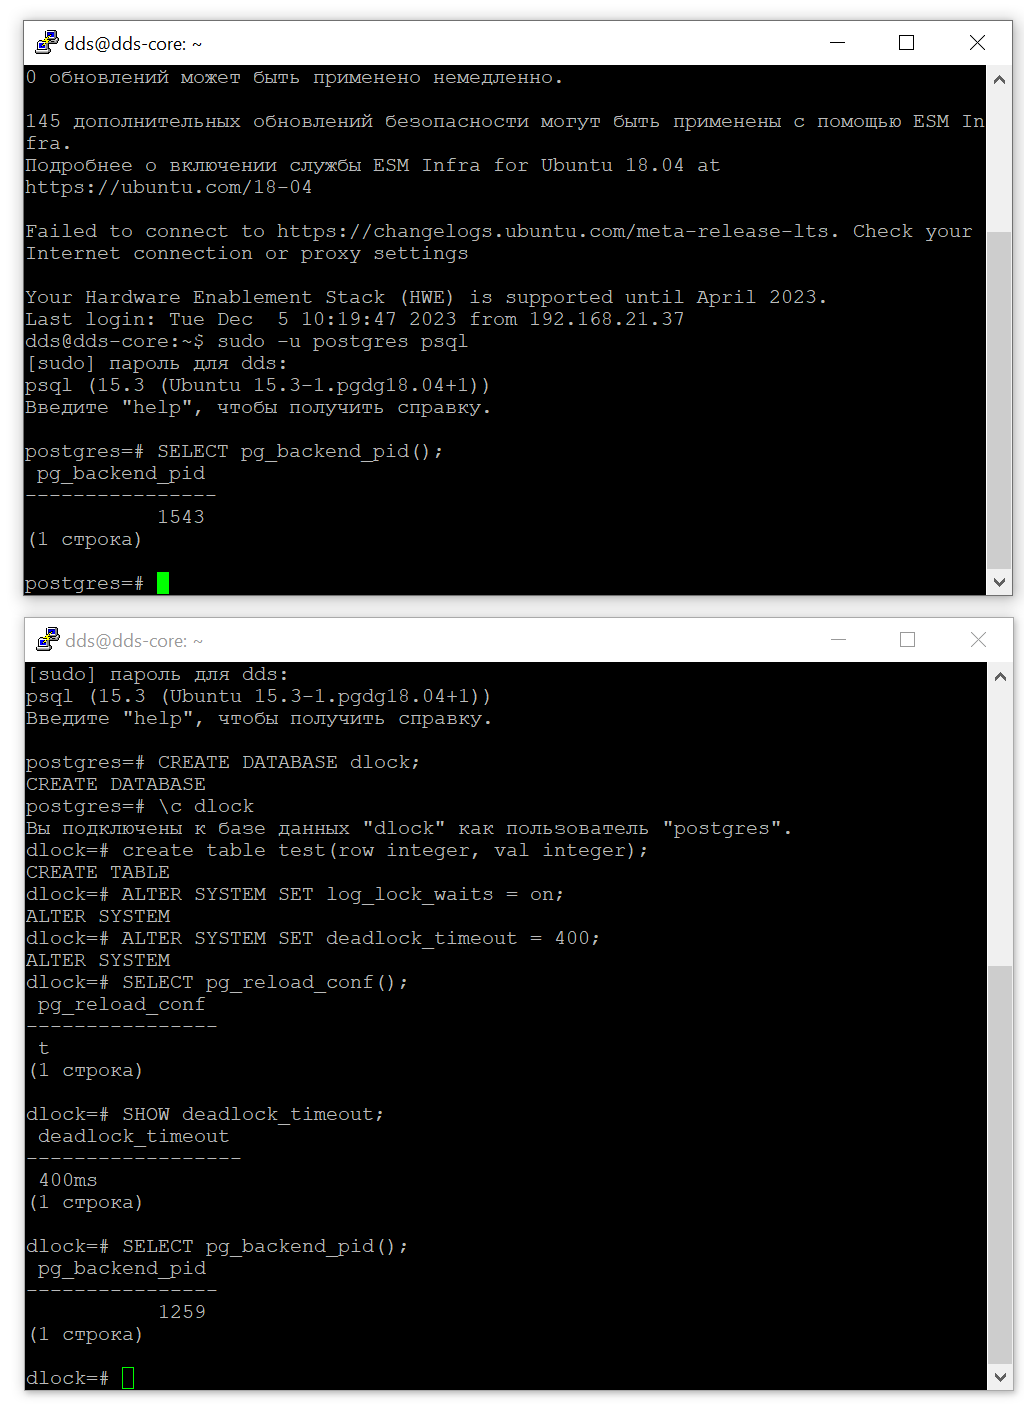 dds@dds-core: ~
0 обновлений может быть применено немедленно.
145 дополнительных обновлений безопасности могут быть применены с помощью ESM In
fra.
Подробнее о включении службы ESM Infra for Ubuntu 18.04 at
https://ubuntu.com/18-04
Failed to connect to https://changelogs.ubuntu.com/meta-release-lts. Check your
Internet connection or proxy settings
Your Hardware Enablement Stack (HWE) is supported until April 2023.
Last login: Tue Dec  5 10:19:47 2023 from 192.168.21.37
dds@dds-core:~$ sudo -u postgres psql
[sudo] пароль для dds:
psql (15.3 (Ubuntu 15.3-1.pgdg18.04+1))
Введите "help", чтобы получить справку.
postgres=# SELECT pg_backend_pid();
pg_backend_pid
----------------
1543
(1 строка)
postgres=#
dds@dds-core: ~
[sudo] пароль для dds:
psql (15.3 (Ubuntu 15.3-1.pgdg18.04+1))
Введите "help", чтобы получить справку.
postgres=# CREATE DATABASE dlock;
CREATE DATABASE
postgres=# \c dlock
Вы подключены к базе данных "dlock" как пользователь "postgres".
dlock=# create table test(row integer, val integer);
CREATE TABLE
dlock=# ALTER SYSTEM SET log_lock_waits = on;
ALTER SYSTEM
dlock=# ALTER SYSTEM SET deadlock_timeout = 400;
ALTER SYSTEM
dlock=# SELECT pg_reload_conf();
pg_reload_conf
----------------
t
(1 строка)
dlock=# SHOW deadlock_timeout;
deadlock_timeout
------------------
400ms
(1 строка)
dlock=# SELECT pg_backend_pid();
pg_backend_pid
----------------
1259
(1 строка)
dlock=#